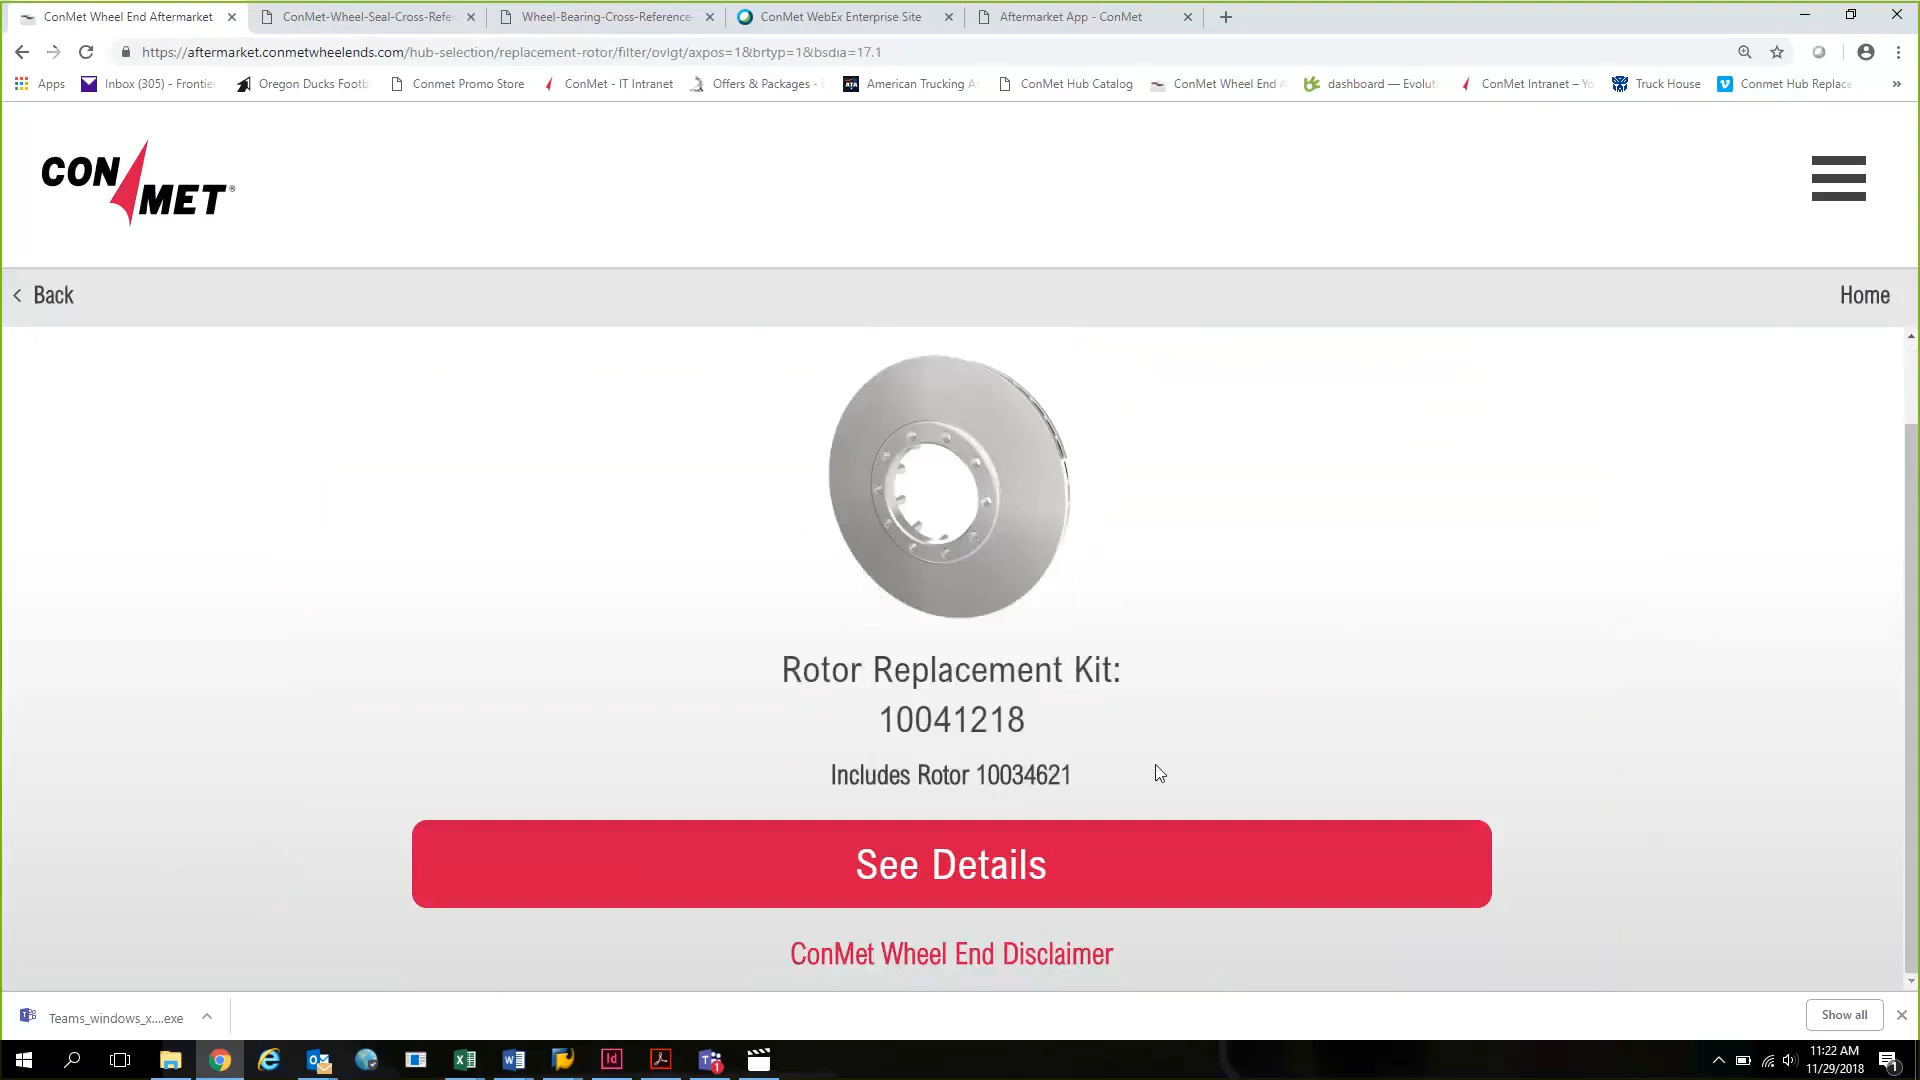 ConMet Wheel End Aftermarket
ConMet-Wheel-Seal-Cross-Refe
Wheel-Bearing-Cross-Reference-
ConMet WebEx Enterprise Site
Aftermarket App - ConMet
https://aftermarket.conmetwheelends.com/hub-selection/replacement-rotor/filter/ovlgt/axpos=1&brtyp=1&bsdia=17.1
Apps
Inbox (305) - Frontier
Oregon Ducks Footb
Conmet Promo Store
ConMet - IT Intranet
Offers & Packages -
American Trucking A
ConMet Hub Catalog
ConMet Wheel End A
dashboard — Evoluti
ConMet Intranet – Yo
Truck House
Conmet Hub Replace
»
CON MET®
< Back
Home
Rotor Replacement Kit:
10041218
Includes Rotor 10034621
See Details
ConMet Wheel End Disclaimer
Teams_windows_x....exe
Show all
11:22 AM
11/29/2018